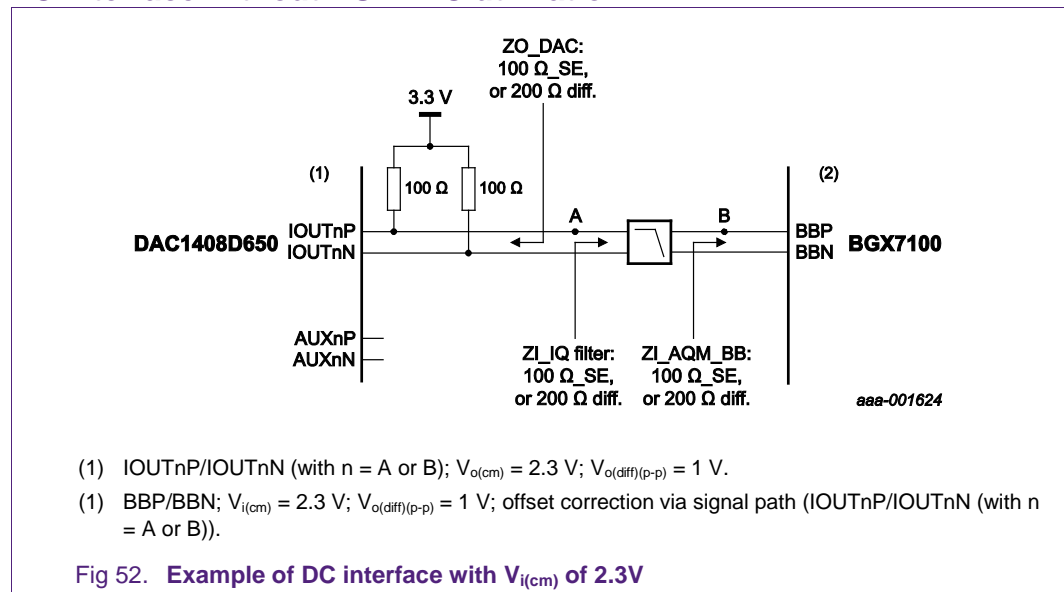 ZO_DAC:
100 Ω_SE,
or 200 Ω diff.
3.3 V
(1)
100 Ω
100 Ω
(2)
A
B
DAC1408D650
IOUTnP
IOUTnN
BBP
BBN
BGX7100
AUXnP
AUXnN
ZI_IQ filter:
100 Ω_SE,
or 200 Ω diff.
ZI_AQM_BB:
100 Ω_SE,
or 200 Ω diff.
aaa-001624
(1) IOUTnP/IOUTnN (with n = A or B); Vo(cm) = 2.3 V; Vo(diff)(p-p) = 1 V.
(1) BBP/BBN; Vi(cm) = 2.3 V; Vo(diff)(p-p) = 1 V; offset correction via signal path (IOUTnP/IOUTnN (with n
= A or B)).
Fig 52. Example of DC interface with Vi(cm) of 2.3V